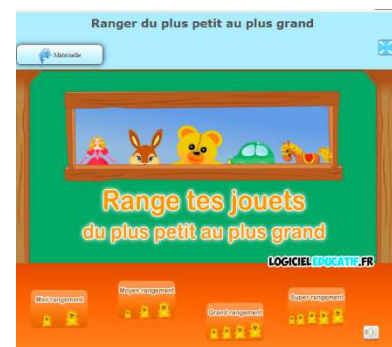 Ranger du plus petit au plus grand
Maternelle
Range tes jouets
du plus petit au plus grand
LOGICIELEDUCATIF.FR
Mini rangement
Moyen rangement
Grand rangement
Super rangement